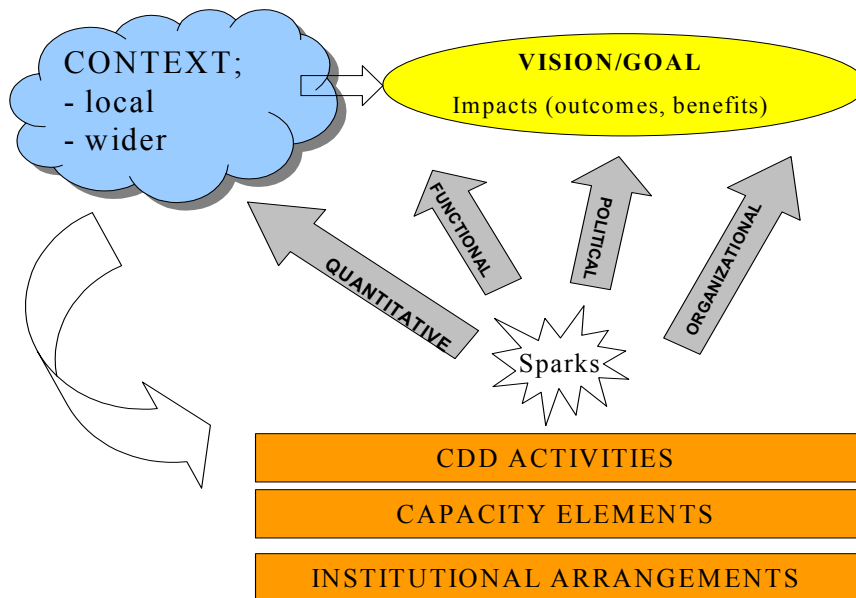 CONTEXT;
- local
- wider
VISION/GOAL
Impacts (outcomes, benefits)
QUANTITATIVE
FUNCTIONAL
POLITICAL
ORGANIZATIONAL
Sparks
CDD ACTIVITIES
CAPACITY ELEMENTS
INSTITUTIONAL ARRANGEMENTS